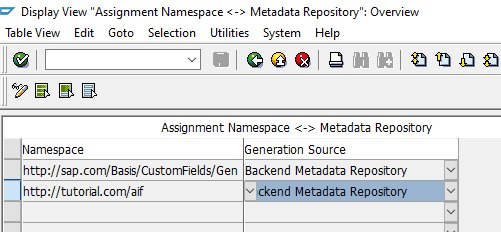 Display View "Assignment Namespace <-> Metadata Repository": Overview
Table View Edit Goto Selection Utilities System Help
Assignment Namespace <-> Metadata Repository
Namespace Generation Source
http://sap.com/Basis/CustomFields/Gen Backend Metadata Repository
http://tutorial.com/aif ckend Metadata Repository